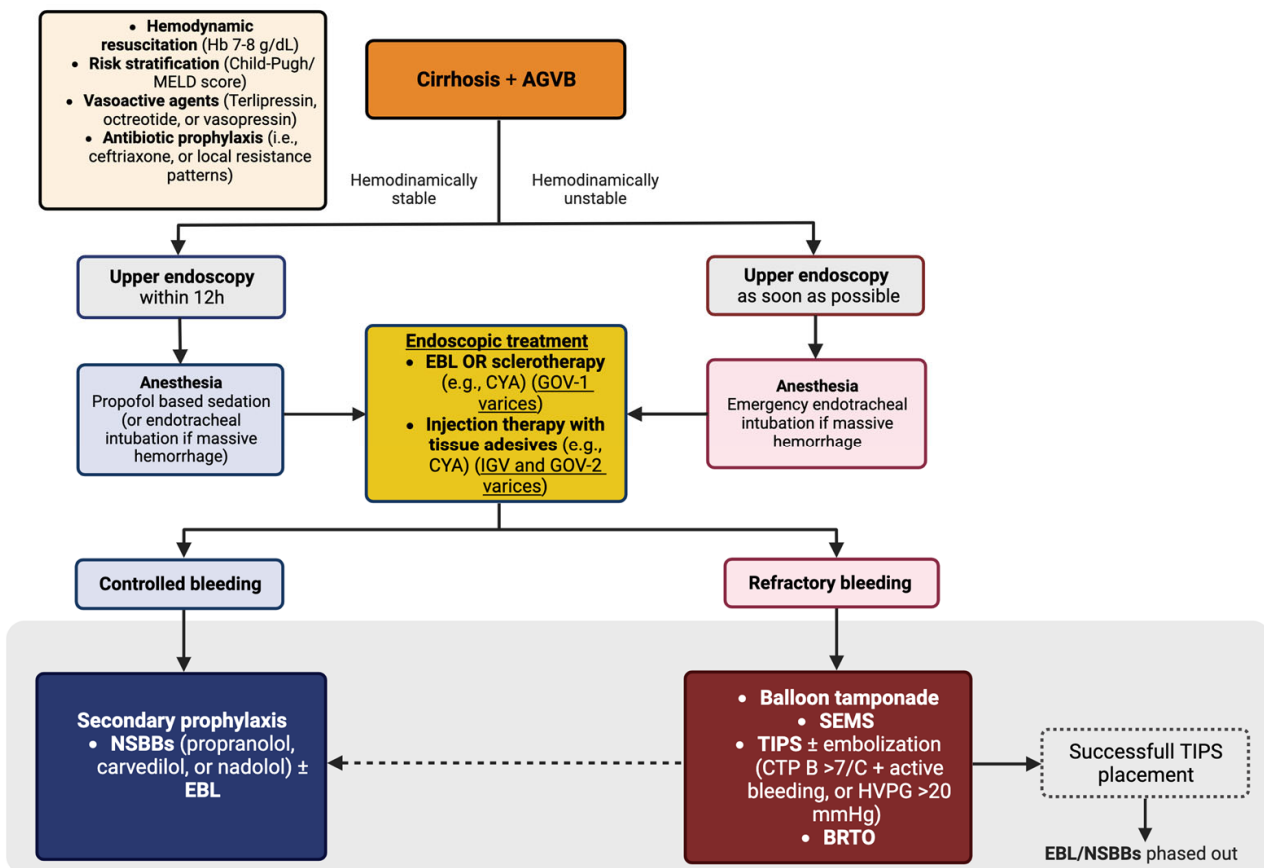 • Hemodynamic
resuscitation (Hb 7-8 g/dL)
• Risk stratification (Child-Pugh/
MELD score)
• Vasoactive agents (Terlipressin,
octreotide, or vasopressin)
• Antibiotic prophylaxis (i.e.,
ceftriaxone, or local resistance
patterns)
Cirrhosis + AGVB
Hemodinamically
stable
Hemodinamically
unstable
Upper endoscopy
within 12h
Upper endoscopy
as soon as possible
Anesthesia
Propofol based sedation
(or endotracheal
intubation if massive
hemorrhage)
Endoscopic treatment
• EBL OR sclerotherapy
(e.g., CYA) (GOV-1
varices)
• Injection therapy with
tissue adesives (e.g.,
CYA) (IGV and GOV-2
varices)
Anesthesia
Emergency endotracheal
intubation if massive
hemorrhage
Controlled bleeding
Refractory bleeding
Secondary prophylaxis
• NSBBs (propranolol,
carvedilol, or nadolol) ±
EBL
• Balloon tamponade
• SEMS
• TIPS ± embolization
(CTP B >7/C + active
bleeding, or HVPG >20
mmHg)
• BRTO
Successfull TIPS
placement
EBL/NSBBs phased out